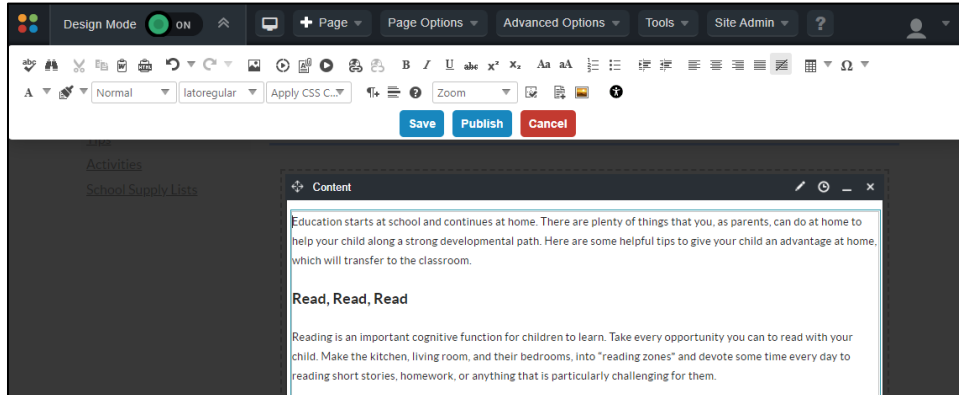 Design Mode ON Page Page Options Advanced Options Tools Site Admin ?
abc B I U abc x² x₂ Aa aA Ω
A Normal latoregular Apply CSS C... Zoom
Save Publish Cancel
Activities
School Supply Lists
Content
Education starts at school and continues at home. There are plenty of things that you, as parents, can do at home to
help your child along a strong developmental path. Here are some helpful tips to give your child an advantage at home,
which will transfer to the classroom.
Read, Read, Read
Reading is an important cognitive function for children to learn. Take every opportunity you can to read with your
child. Make the kitchen, living room, and their bedrooms, into "reading zones" and devote some time every day to
reading short stories, homework, or anything that is particularly challenging for them.